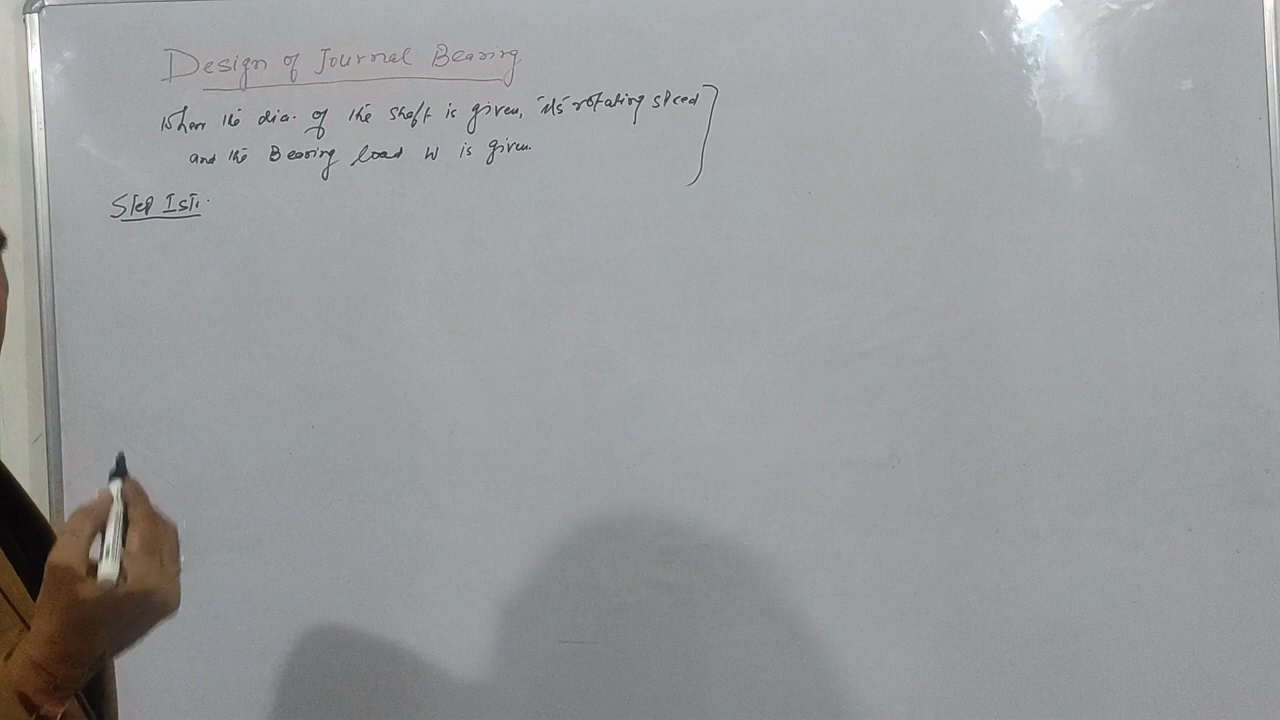 Design of Journal Bearing
When the dia. of the shaft is given, its rotating speed
and the Bearing load W is given.
Step Ist: